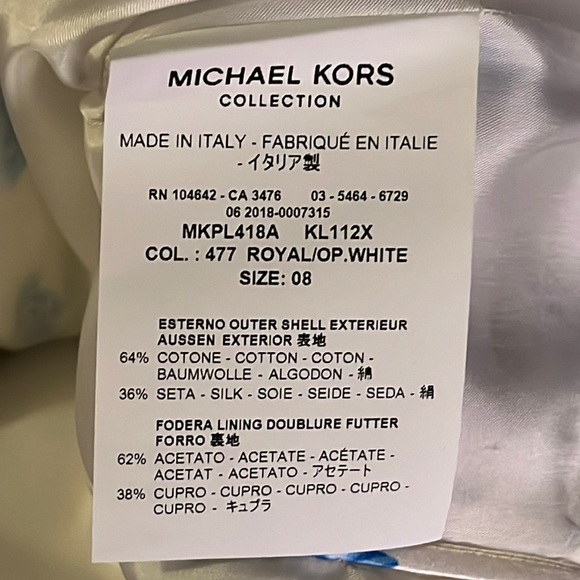 MICHAEL KORS
COLLECTION
MADE IN ITALY - FABRIQUÉ EN ITALIE
- イタリア製
RN 104642 - CA 3476 03 - 5464 - 6729
06 2018-0007315
MKPL418A KL112X
COL. : 477 ROYAL/OP.WHITE
SIZE: 08
ESTERNO OUTER SHELL EXTERIEUR
AUSSEN EXTERIOR 表地
64% COTONE - COTTON - COTON -
BAUMWOLLE - ALGODON - 綿
36% SETA - SILK - SOIE - SEIDE - SEDA - 絹
FODERA LINING DOUBLURE FUTTER
FORRO 裏地
62% ACETATO - ACETATE - ACÉTATE -
ACETAT - ACETATO - アセテート
38% CUPRO - CUPRO - CUPRO - CUPRO -
CUPRO - キュプラ